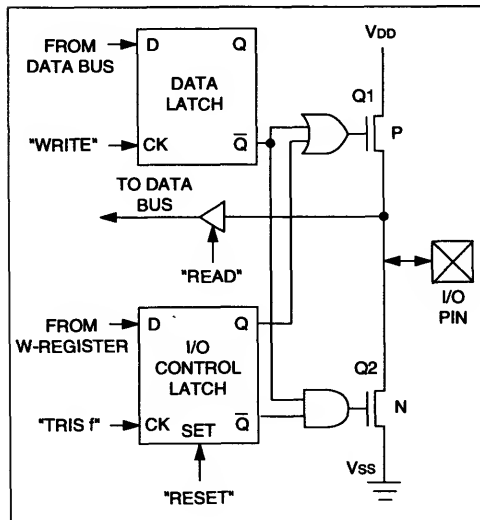 VDD
FROM
DATA BUS
D
Q
DATA
LATCH
Q1
P
"WRITE"
CK
Q̅
TO DATA
BUS
"READ"
I/O
PIN
FROM
W-REGISTER
D
Q
I/O
CONTROL
LATCH
Q2
N
"TRIS f"
CK
SET
Q̅
VSS
"RESET"